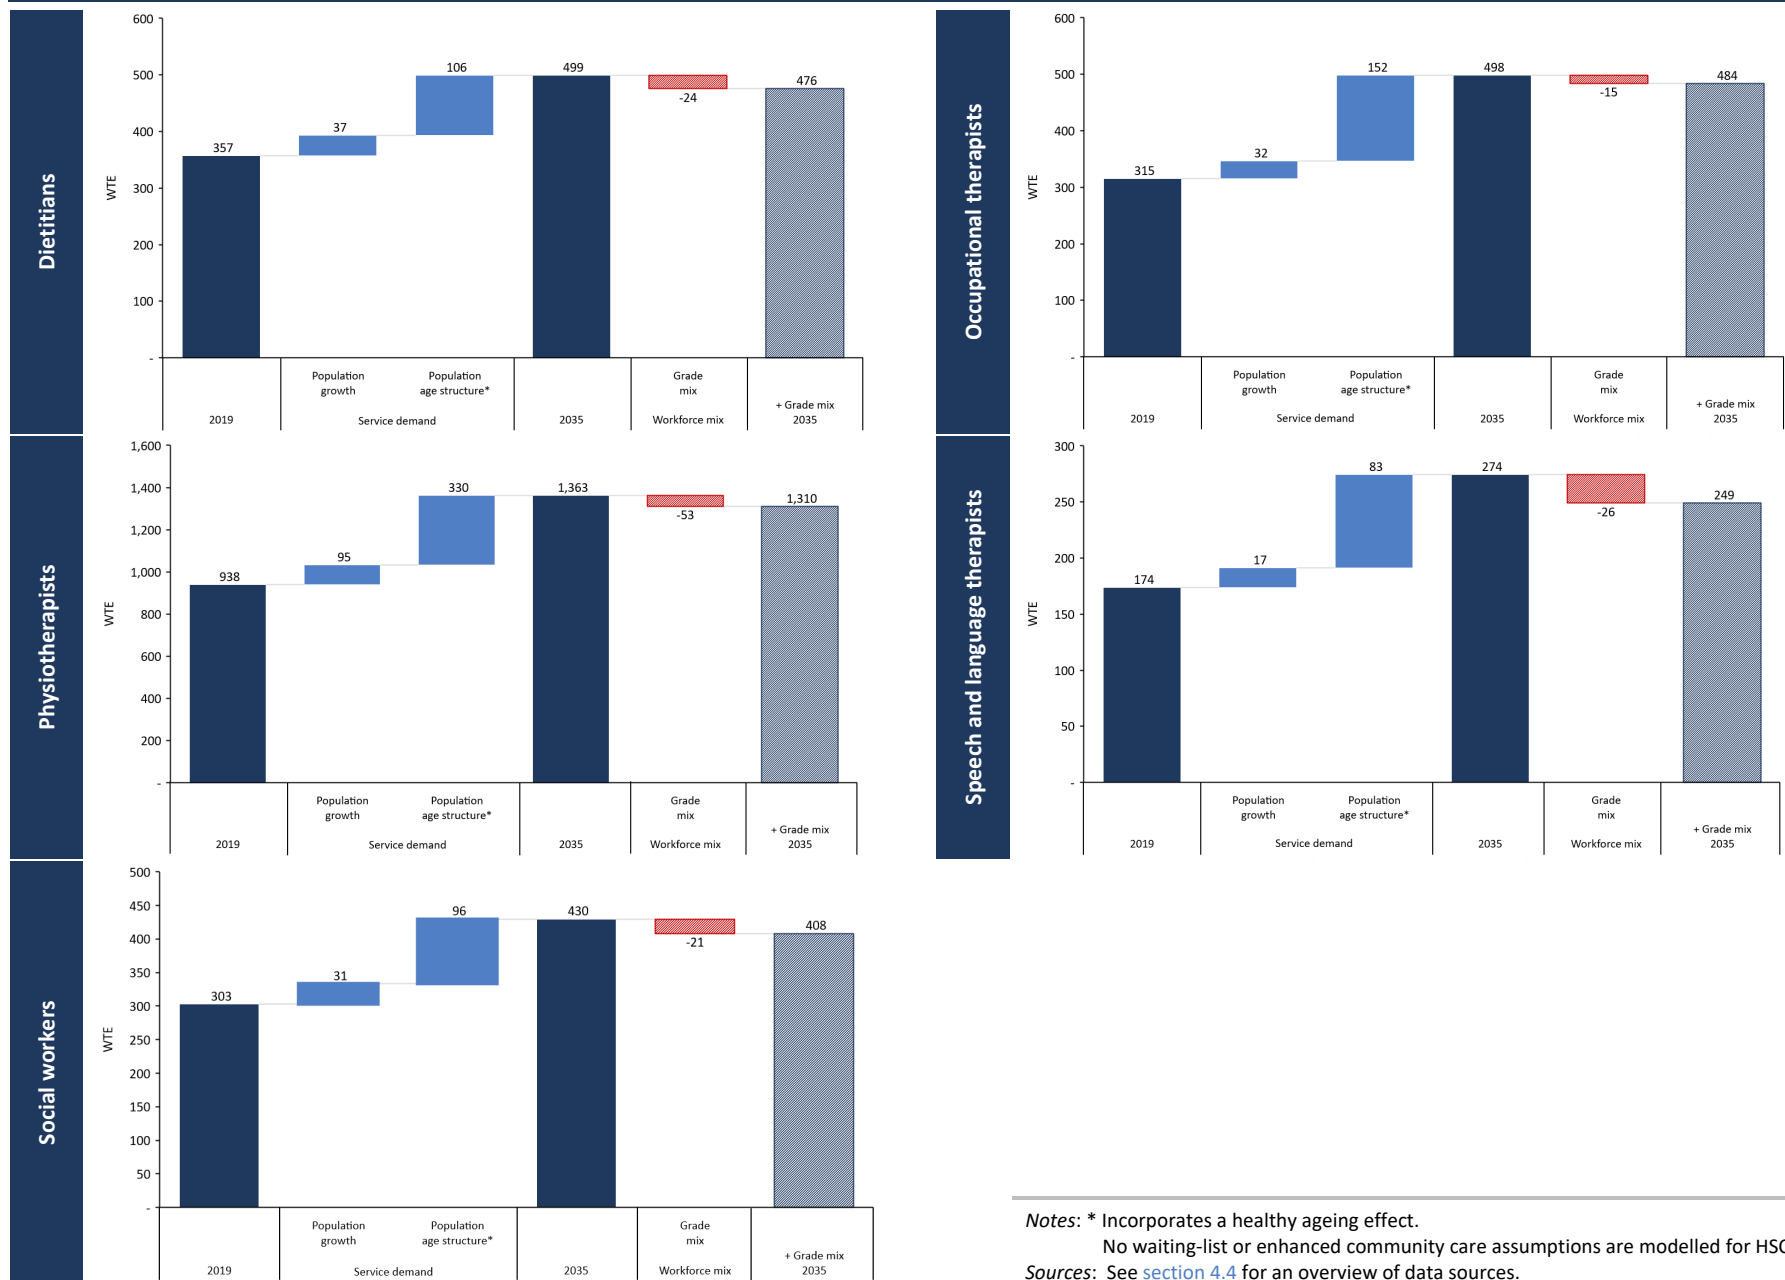 Dietitians
WTE
600
500
400
300
200
100
-
357
37
106
499
-24
476
Population growth
Population age structure*
Grade mix
+ Grade mix
2019
Service demand
2035
Workforce mix
2035
Occupational therapists
WTE
600
500
400
300
200
100
-
315
32
152
498
-15
484
Population growth
Population age structure*
Grade mix
+ Grade mix
2019
Service demand
2035
Workforce mix
2035
Physiotherapists
WTE
1,600
1,400
1,200
1,000
800
600
400
200
-
938
95
330
1,363
-53
1,310
Population growth
Population age structure*
Grade mix
+ Grade mix
2019
Service demand
2035
Workforce mix
2035
Speech and language therapists
WTE
300
250
200
150
100
50
-
174
17
83
274
-26
249
Population growth
Population age structure*
Grade mix
+ Grade mix
2019
Service demand
2035
Workforce mix
2035
Social workers
WTE
500
450
400
350
300
250
200
150
100
50
-
303
31
96
430
-21
408
Population growth
Population age structure*
Grade mix
+ Grade mix
2019
Service demand
2035
Workforce mix
2035
Notes: * Incorporates a healthy ageing effect.
No waiting-list or enhanced community care assumptions are modelled for
Sources: See section 4.4 for an overview of data sources.